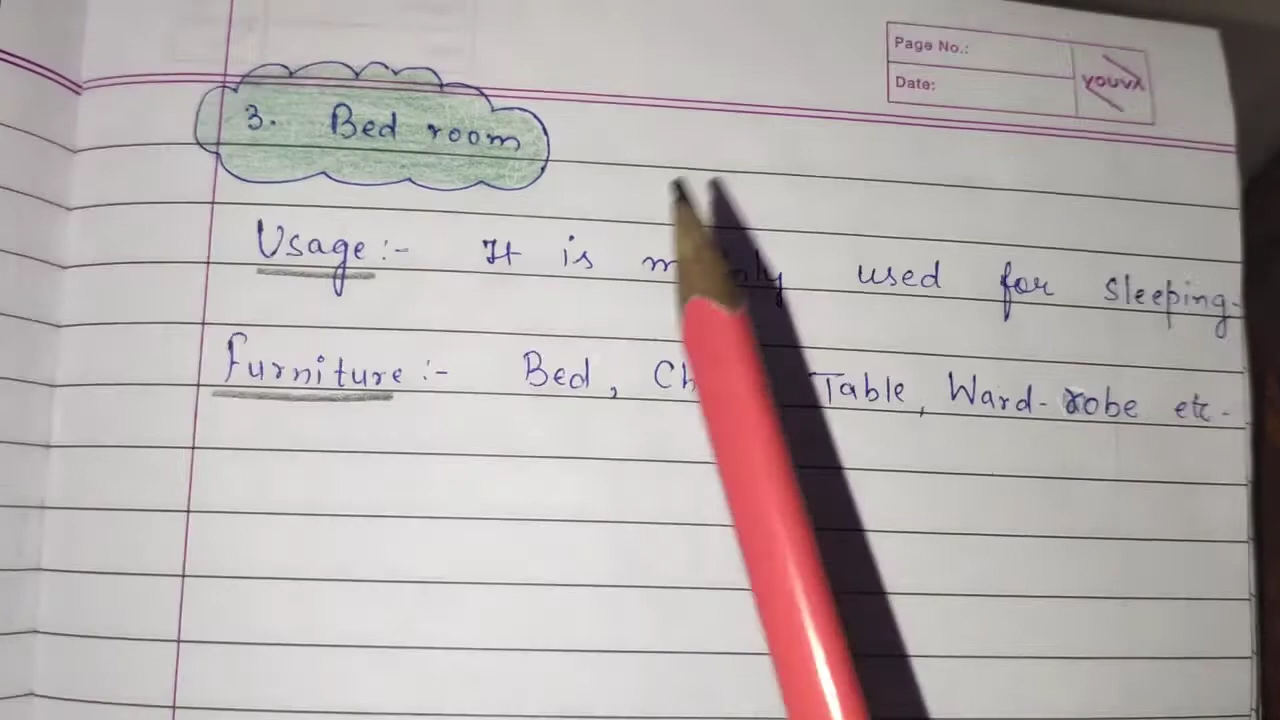 Page No.:
Date:
YOUVA
3. Bed room
Usage :- It is used for sleeping.
Furniture :- Bed, Table, Ward-robe etc.